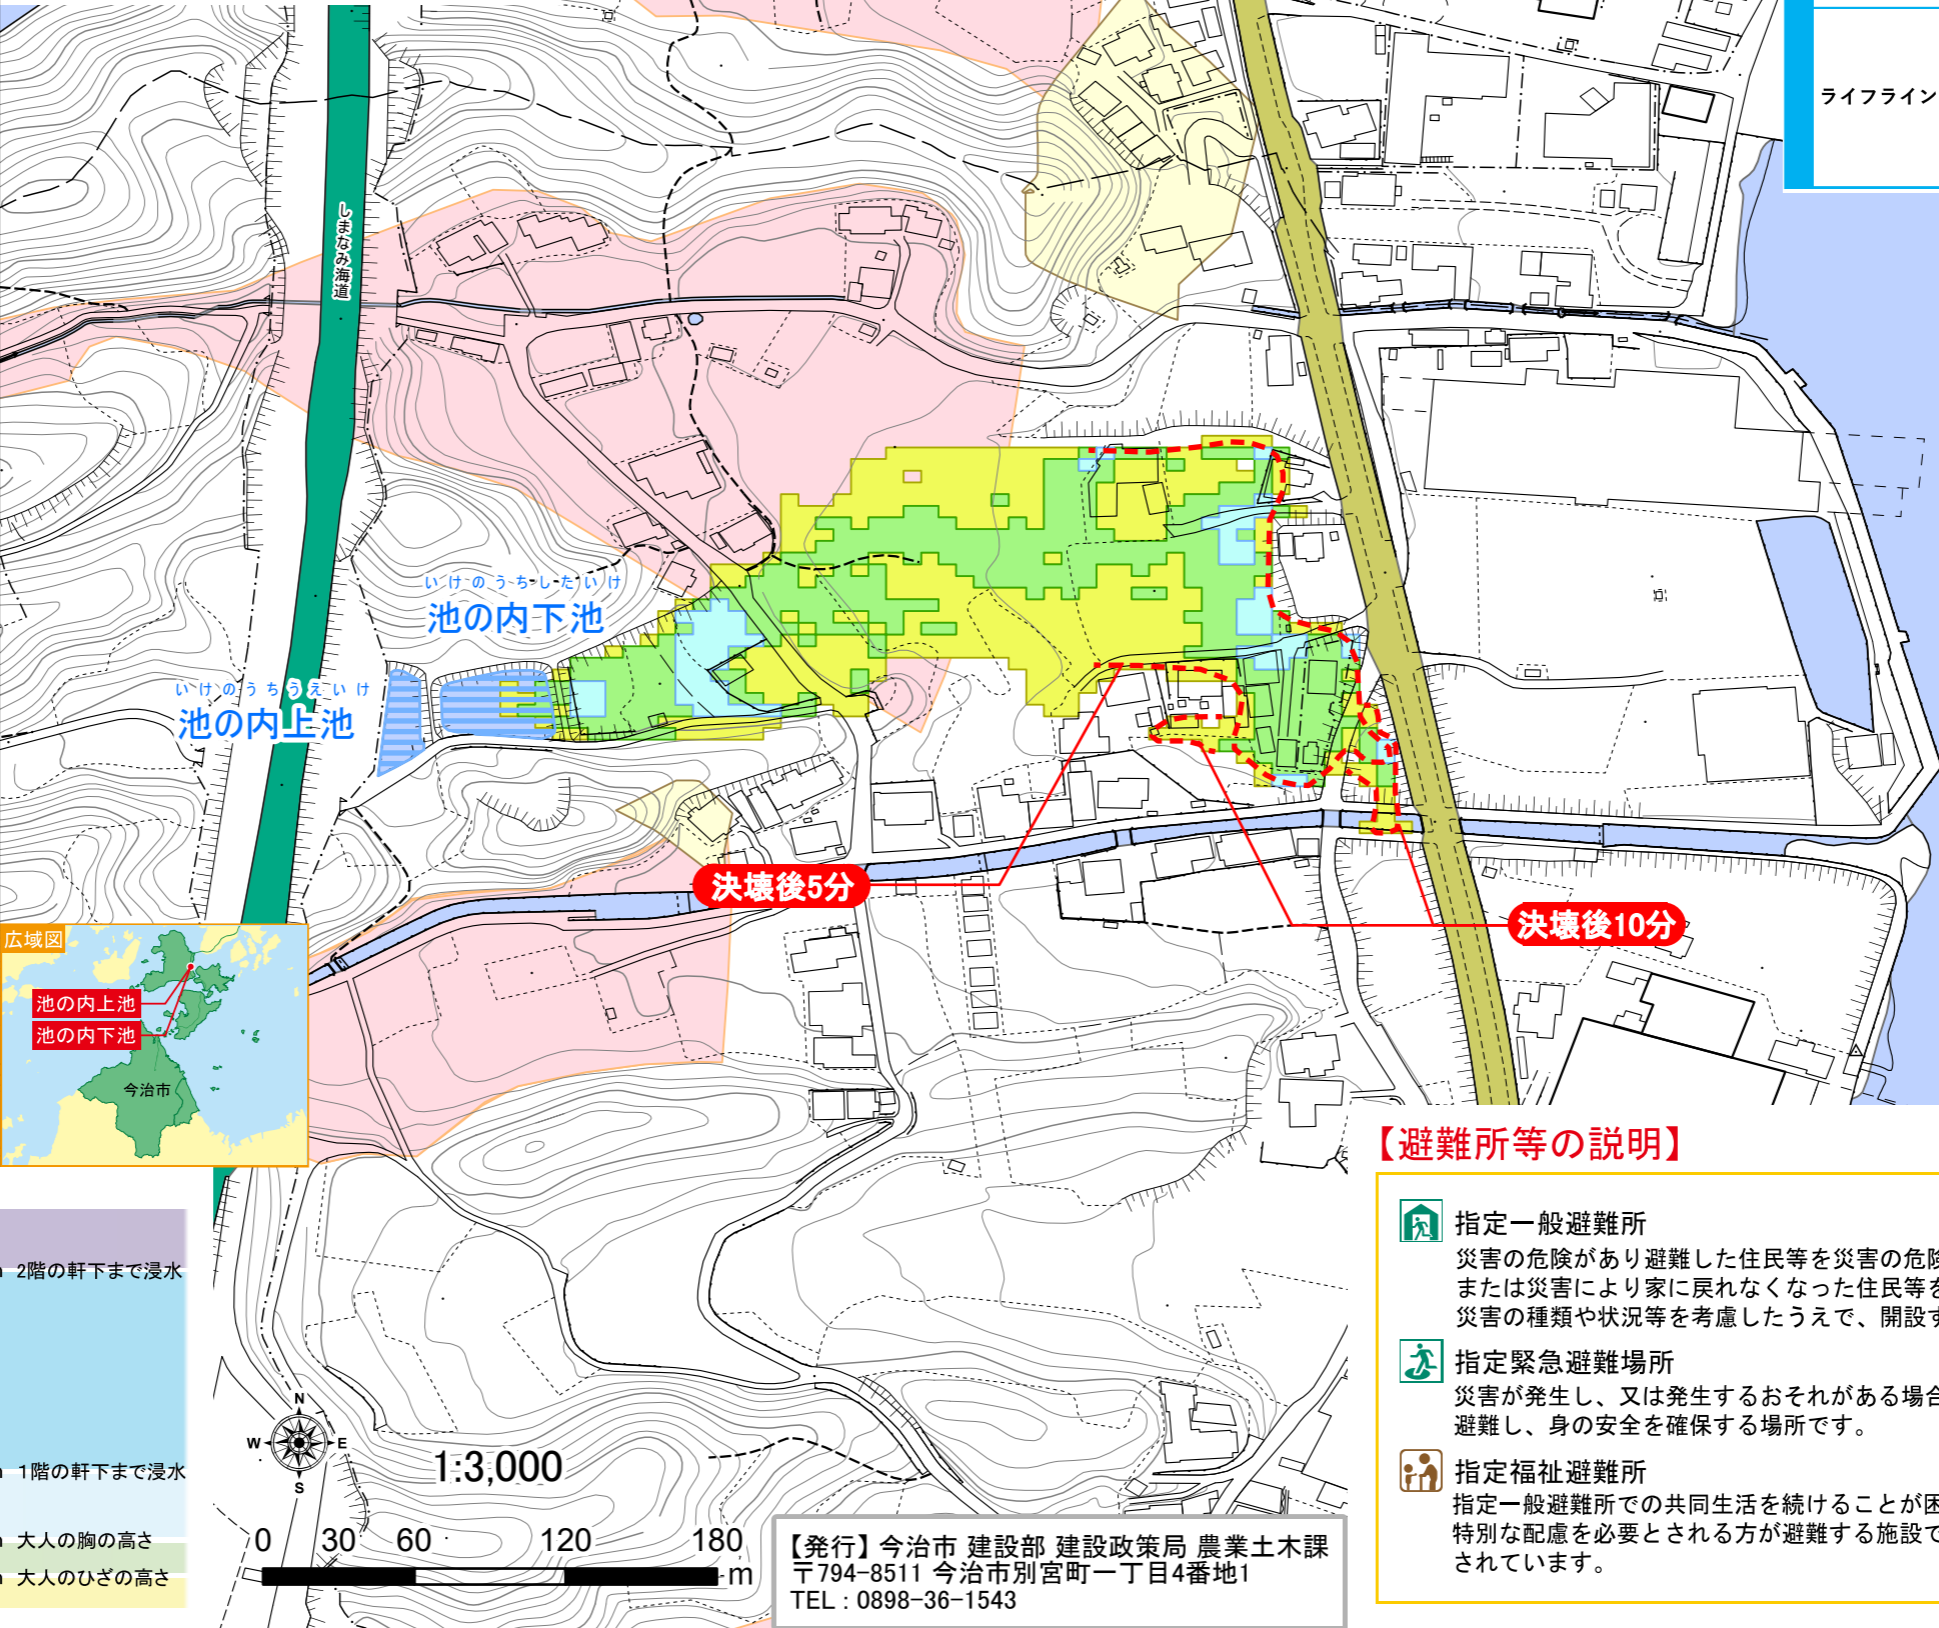 ライフライン
しまなみ海道
いけのうちしたいけ
池の内下池
いけのうちうえいけ
池の内上池
決壊後5分
決壊後10分
広域図
池の内上池
池の内下池
今治市
2階の軒下まで浸水
1階の軒下まで浸水
大人の胸の高さ
大人のひざの高さ
N
W E
S
1:3,000
0 30 60 120 180
m
【発行】今治市 建設部 建設政策局 農業土木課
〒794-8511 今治市別宮町一丁目4番地1
TEL : 0898-36-1543
【避難所等の説明】
指定一般避難所
災害の危険があり避難した住民等を災害の危険
または災害により家に戻れなくなった住民等を
災害の種類や状況等を考慮したうえで、開設す
指定緊急避難場所
災害が発生し、又は発生するおそれがある場合
避難し、身の安全を確保する場所です。
指定福祉避難所
指定一般避難所での共同生活を続けることが困
特別な配慮を必要とされる方が避難する施設で
されています。